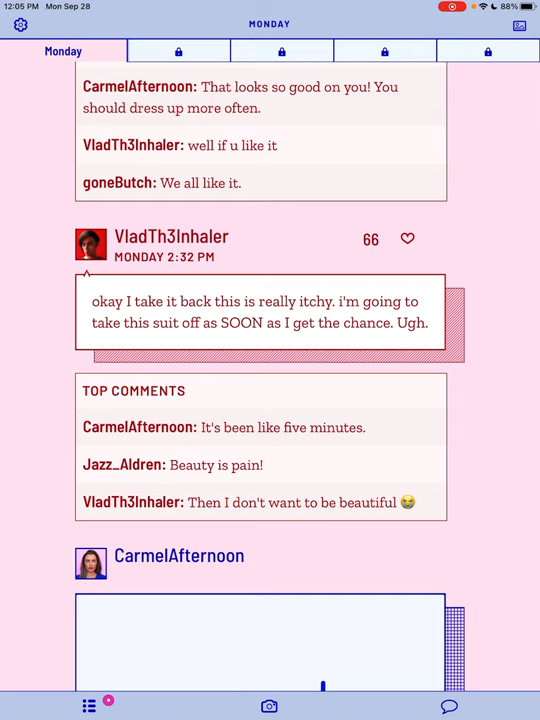 12:05 PM Mon Sep 28
88%
MONDAY
Monday
CarmelAfternoon: That looks so good on you! You
should dress up more often.
VladTh3Inhaler: well if u like it
goneButch: We all like it.
VladTh3Inhaler
66
MONDAY 2:32 PM
okay I take it back this is really itchy. i'm going to
take this suit off as SOON as I get the chance. Ugh.
TOP COMMENTS
CarmelAfternoon: It's been like five minutes.
Jazz_Aldren: Beauty is pain!
VladTh3Inhaler: Then I don't want to be beautiful 😭
CarmelAfternoon